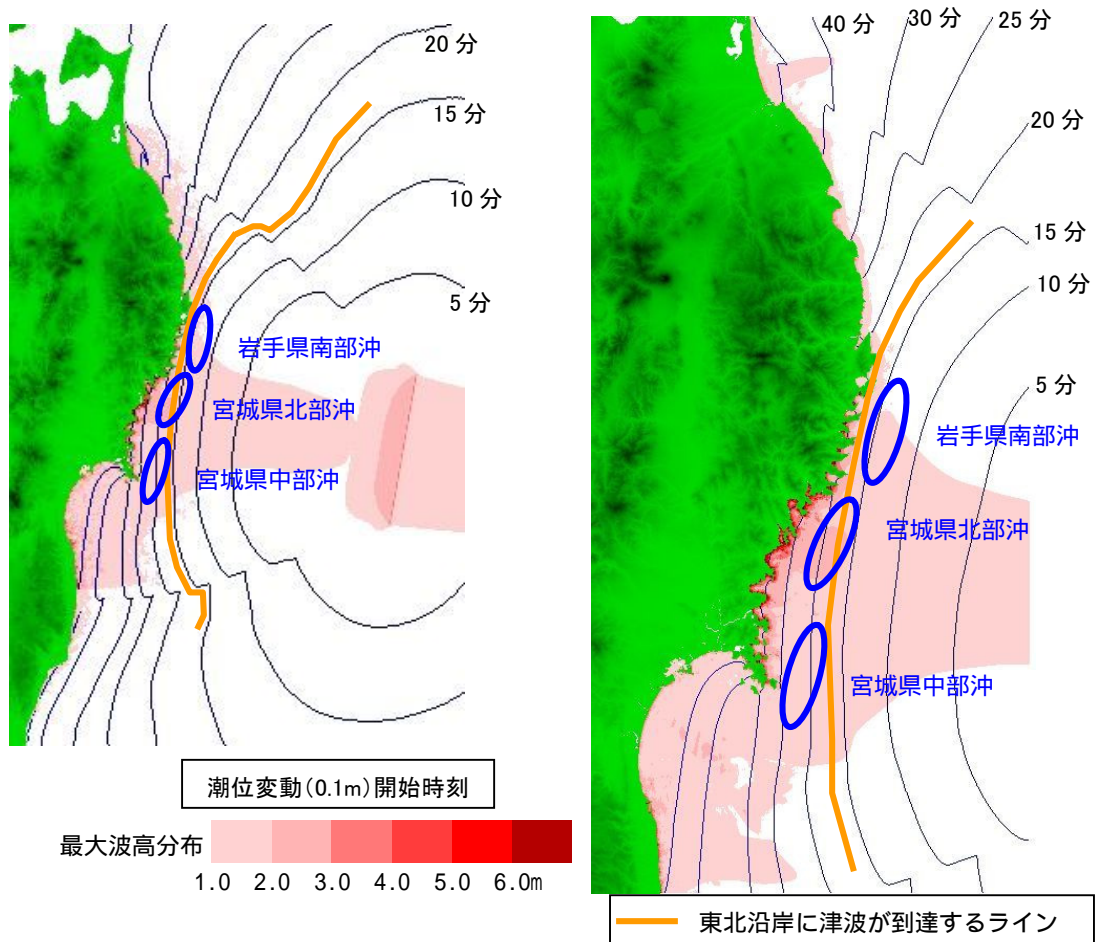 20 分
15 分
10 分
5 分
岩手県南部沖
宮城県北部沖
宮城県中部沖
潮位変動(0.1m)開始時刻
最大波高分布
1.0 2.0 3.0 4.0 5.0 6.0m
40 分
30 分
25 分
20 分
15 分
10 分
5 分
岩手県南部沖
宮城県北部沖
宮城県中部沖
東北沿岸に津波が到達するライン